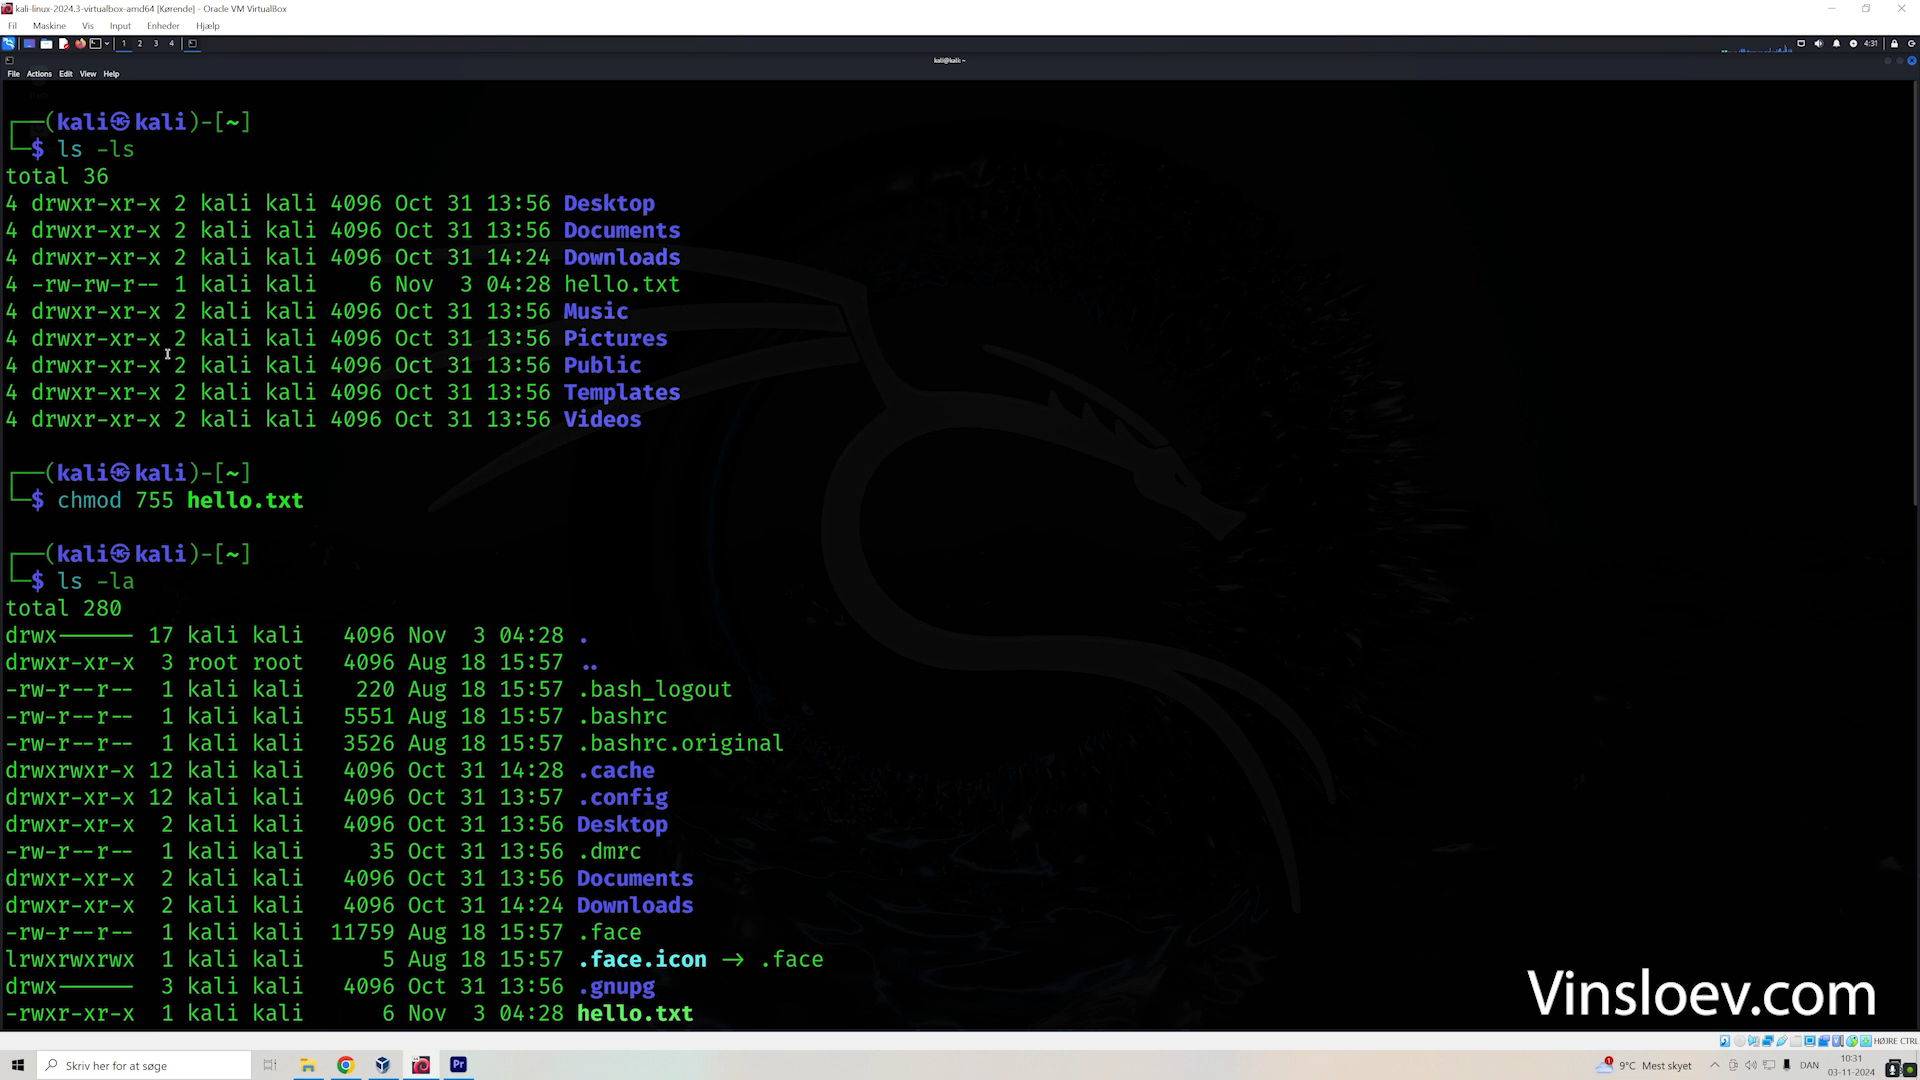 kali-linux-2024.3-virtualbox-amd64 [Kørende] - Oracle VM VirtualBox
Fil Maskine Vis Input Enheder Hjælp
1 2 3 4 4:31
kali@kali: ~
File Actions Edit View Help
(kali㉿kali)-[~]
$ ls -ls
total 36
4 drwxr-xr-x 2 kali kali 4096 Oct 31 13:56 Desktop
4 drwxr-xr-x 2 kali kali 4096 Oct 31 13:56 Documents
4 drwxr-xr-x 2 kali kali 4096 Oct 31 14:24 Downloads
4 -rw-rw-r-- 1 kali kali 6 Nov 3 04:28 hello.txt
4 drwxr-xr-x 2 kali kali 4096 Oct 31 13:56 Music
4 drwxr-xr-x 2 kali kali 4096 Oct 31 13:56 Pictures
4 drwxr-xr-x 2 kali kali 4096 Oct 31 13:56 Public
4 drwxr-xr-x 2 kali kali 4096 Oct 31 13:56 Templates
4 drwxr-xr-x 2 kali kali 4096 Oct 31 13:56 Videos
(kali㉿kali)-[~]
$ chmod 755 hello.txt
(kali㉿kali)-[~]
$ ls -la
total 280
drwx------ 17 kali kali 4096 Nov 3 04:28 .
drwxr-xr-x 3 root root 4096 Aug 18 15:57 ..
-rw-r--r-- 1 kali kali 220 Aug 18 15:57 .bash_logout
-rw-r--r-- 1 kali kali 5551 Aug 18 15:57 .bashrc
-rw-r--r-- 1 kali kali 3526 Aug 18 15:57 .bashrc.original
drwxrwxr-x 12 kali kali 4096 Oct 31 14:28 .cache
drwxr-xr-x 12 kali kali 4096 Oct 31 13:57 .config
drwxr-xr-x 2 kali kali 4096 Oct 31 13:56 Desktop
-rw-r--r-- 1 kali kali 35 Oct 31 13:56 .dmrc
drwxr-xr-x 2 kali kali 4096 Oct 31 13:56 Documents
drwxr-xr-x 2 kali kali 4096 Oct 31 14:24 Downloads
-rw-r--r-- 1 kali kali 11759 Aug 18 15:57 .face
lrwxrwxrwx 1 kali kali 5 Aug 18 15:57 .face.icon -> .face
drwx------ 3 kali kali 4096 Oct 31 13:56 .gnupg
-rwxr-xr-x 1 kali kali 6 Nov 3 04:28 hello.txt
Vinsloev.com
HØJRE CTRL
Skriv her for at søge
Pr
1 9°C Mest skyet
DAN
10:31
03-11-2024